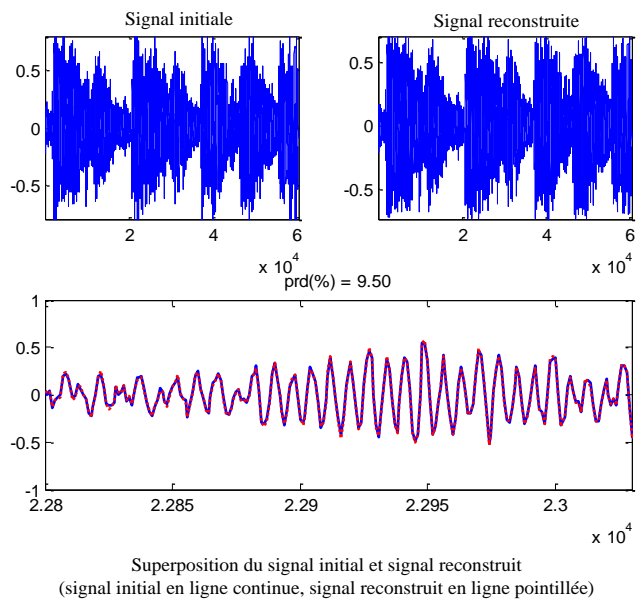 Signal initiale
Signal reconstruite
0.5
0
-0.5
2
4
6
x 10^4
0.5
0
-0.5
2
4
6
x 10^4
prd(%) = 9.50
1
0.5
0
-0.5
-1
2.28
2.285
2.29
2.295
2.3
x 10^4
Superposition du signal initial et signal reconstruit
(signal initial en ligne continue, signal reconstruit en ligne pointillée)